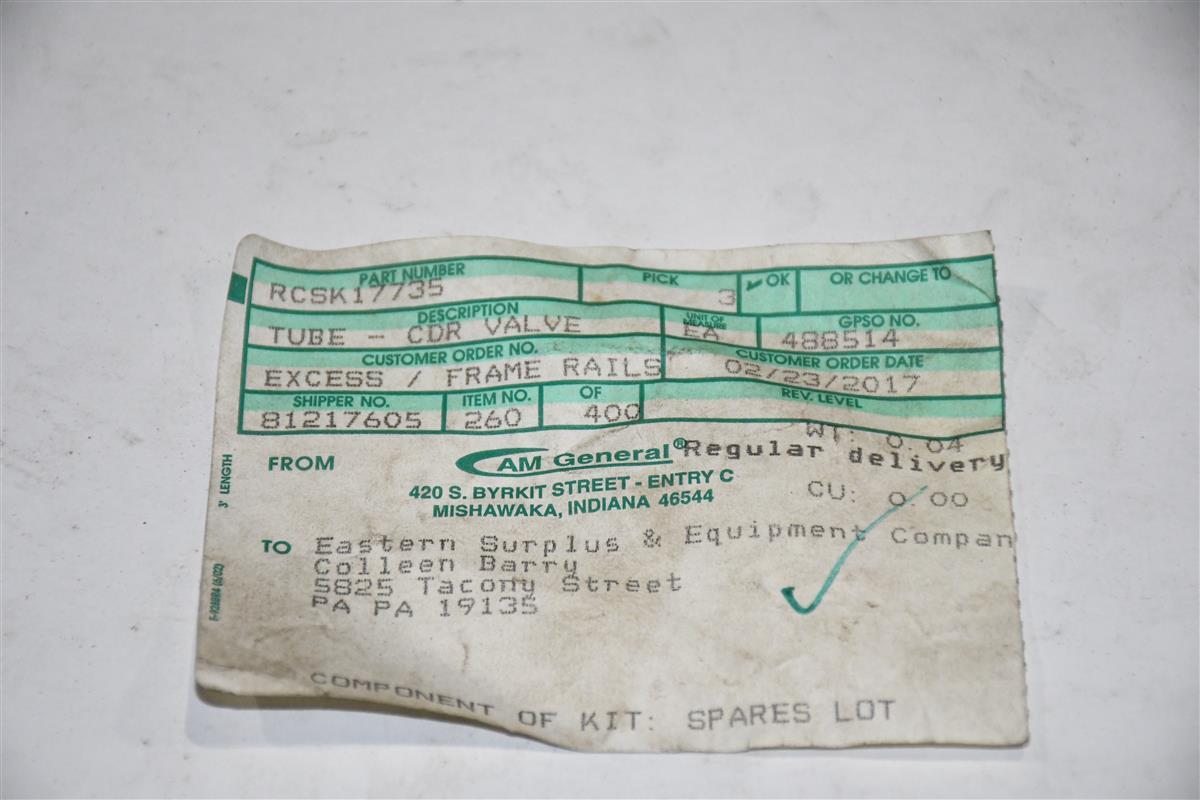 PART NUMBER PICK OK OR CHANGE TO
RCSK17735 3
DESCRIPTION UNIT OF MEASURE GPSO NO.
TUBE - CDR VALVE EA 488514
CUSTOMER ORDER NO. CUSTOMER ORDER DATE
EXCESS / FRAME RAILS 02/23/2017
SHIPPER NO. ITEM NO. OF REV. LEVEL
81217605 260 400
WT: 0.04
FROM AM General® Regular delivery
420 S. BYRKIT STREET - ENTRY C
MISHAWAKA, INDIANA 46544
CU: 0.00
TO Eastern Surplus & Equipment Compan
Colleen Barry
5825 Tacony Street
PA PA 19135
COMPONENT OF KIT: SPARES LOT
3" LENGTH